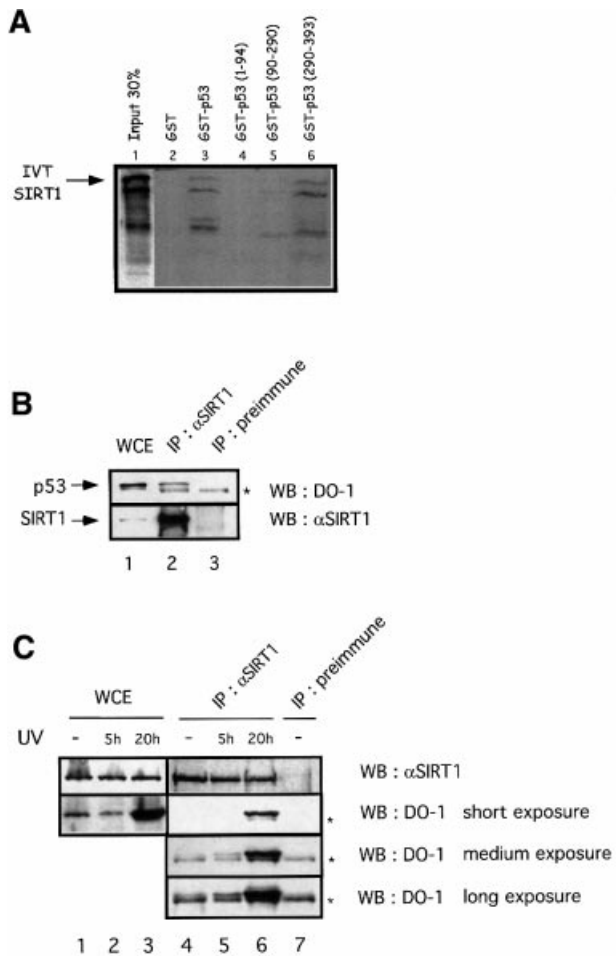 A
Input 30%
GST
GST-p53
GST-p53 (1-94)
GST-p53 (90-290)
GST-p53 (290-393)
1 2 3 4 5 6
IVT
SIRT1
B
WCE
IP : αSIRT1
IP : preimmune
p53
* WB : DO-1
SIRT1
WB : αSIRT1
1 2 3
C
WCE
IP : αSIRT1
IP : preimmune
UV - 5h 20h - 5h 20h -
WB : αSIRT1
* WB : DO-1 short exposure
* WB : DO-1 medium exposure
* WB : DO-1 long exposure
1 2 3 4 5 6 7